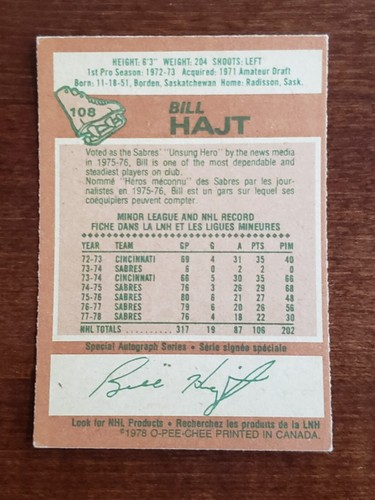 HEIGHT: 6'3" WEIGHT: 204 SHOOTS: LEFT
1st Pro Season: 1972-73 Acquired: 1971 Amateur Draft
Born: 11-18-51, Borden, Saskatchewan Home: Radisson, Sask.
108
BILL
HAJT
Voted as the Sabres' "Unsung Hero" by the news media
in 1975-76, Bill is one of the most dependable and
steadiest players on club.
Nommé "Héros méconnu" des Sabres par les jour-
nalistes en 1975-76, Bill est un gars sur lequel ses
coéquipiers peuvent compter.
MINOR LEAGUE AND NHL RECORD
FICHE DANS LA LNH ET LES LIGUES MINEURES
YEAR TEAM GP G A PTS PIM
72-73 CINCINNATI 69 4 31 35 40
73-74 SABRES 6 0 2 2 0
73-74 CINCINNATI 66 5 30 35 66
74-75 SABRES 76 3 26 29 68
75-76 SABRES 80 6 21 27 48
76-77 SABRES 79 6 20 26 56
77-78 SABRES 76 4 18 22 30
NHL TOTALS 317 19 87 106 202
Special Autograph Series • Série signée spéciale
Bill Hajt
Look for NHL Products • Recherchez les produits de la LNH
©1978 O-PEE-CHEE PRINTED IN CANADA.